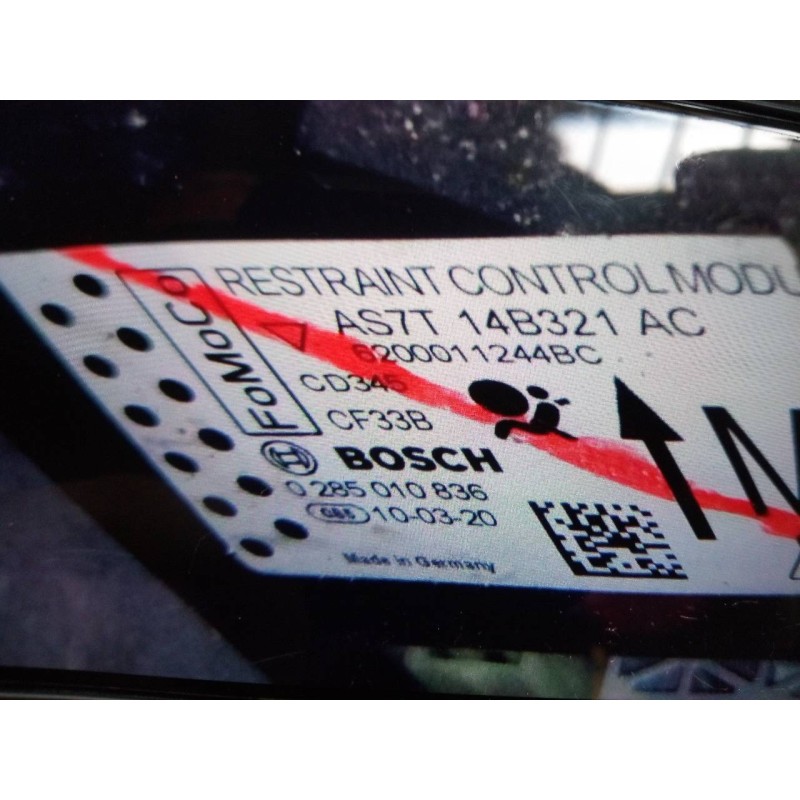 RESTRAINT CONTROL MODU
FoMoCo
AS7T 14B321 AC
6200011244BC
CD345
CF33B
BOSCH
0 285 010 836
10-03-20
Made in Germany